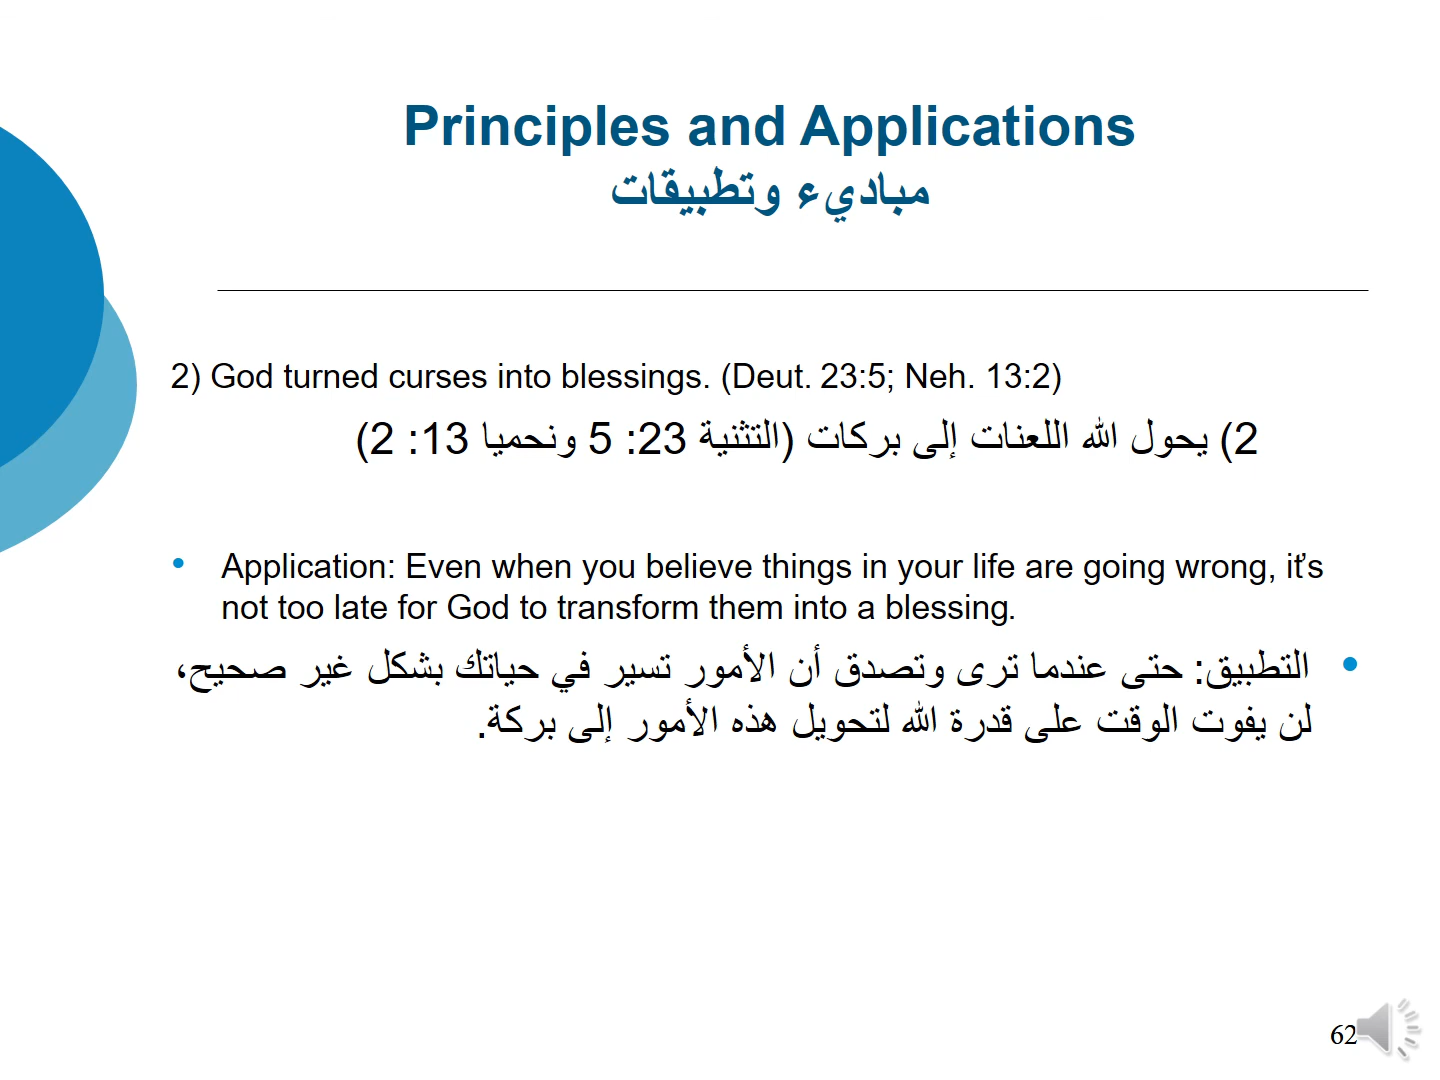 Principles and Applications
مباديء وتطبيقات
2) God turned curses into blessings. (Deut. 23:5; Neh. 13:2)
2) يحول الله اللعنات إلى بركات (التثنية 23: 5 ونحميا 13: 2)
• Application: Even when you believe things in your life are going wrong, it's
not too late for God to transform them into a blessing.
• التطبيق: حتى عندما ترى وتصدق أن الأمور تسير في حياتك بشكل غير صحيح،
لن يفوت الوقت على قدرة الله لتحويل هذه الأمور إلى بركة.
62